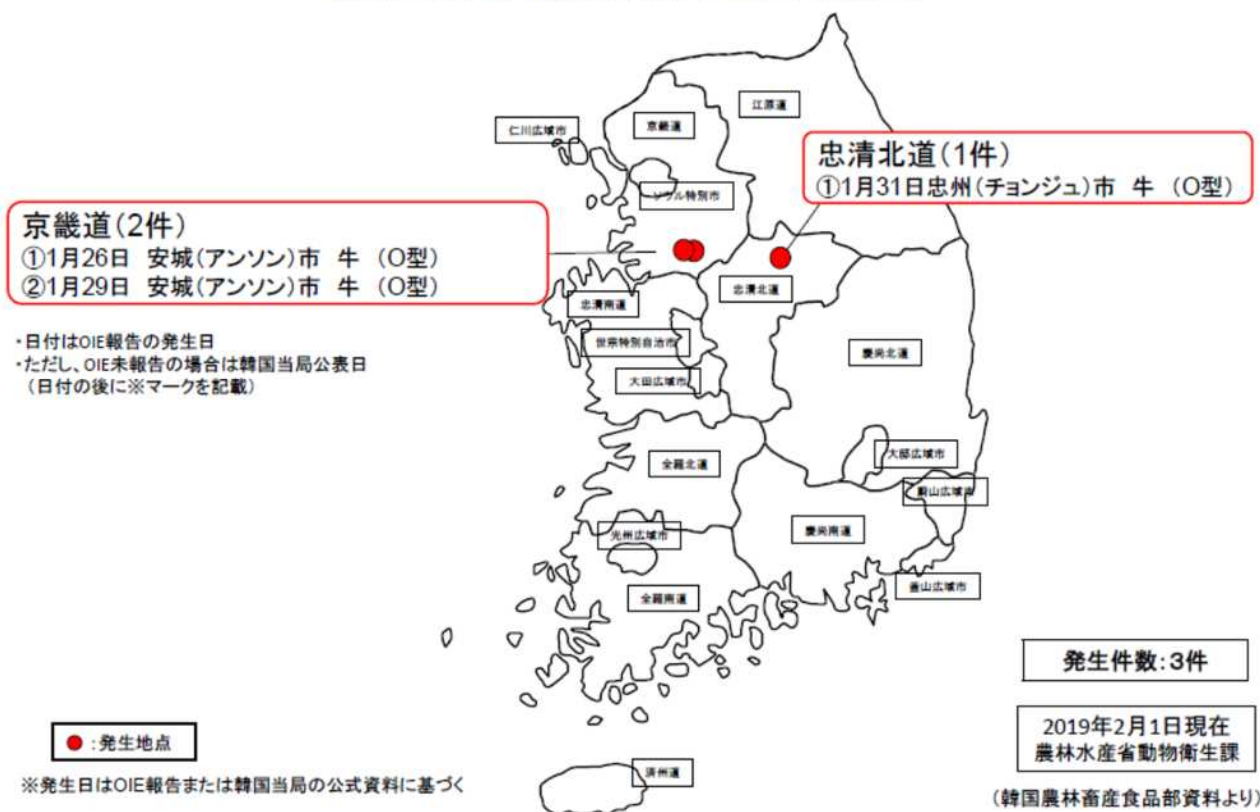 江原道
京畿道
仁川広域市
忠清北道(1件)
①1月31日忠州(チョンジュ)市 牛 (O型)
ソウル特別市
京畿道(2件)
①1月26日 安城(アンソン)市 牛 (O型)
②1月29日 安城(アンソン)市 牛 (O型)
忠清北道
忠清南道
・日付はOIE報告の発生日
・ただし、OIE未報告の場合は韓国当局公表日
(日付の後に※マークを記載)
世宗特別自治市
慶尚北道
大田広域市
大邱広域市
全羅北道
蔚山広域市
光州広域市
慶尚南道
釜山広域市
全羅南道
発生件数:3件
:発生地点
2019年2月1日現在
農林水産省動物衛生課
済州道
※発生日はOIE報告または韓国当局の公式資料に基づく
(韓国農林畜産食品部資料より)